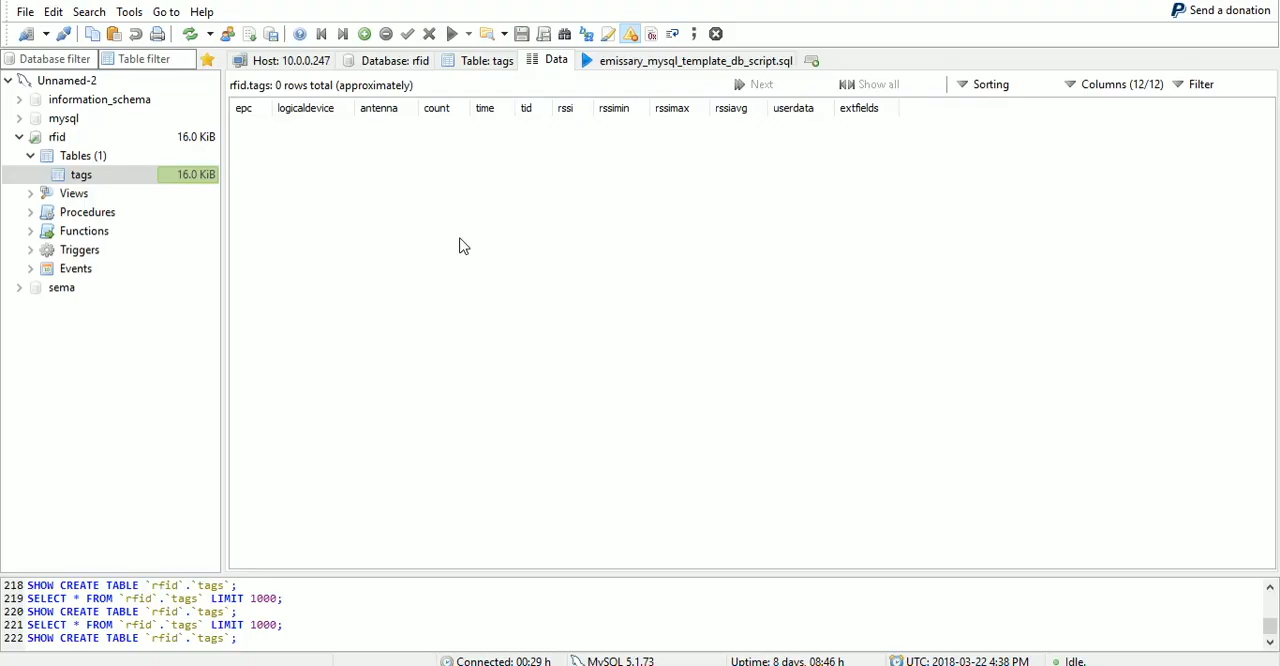 File Edit Search Tools Go to Help
Send a donation
Database filter Table filter Host: 10.0.0.247 Database: rfid Table: tags Data emissary_mysql_template_db_script.sql
Unnamed-2
information_schema
mysql
rfid 16.0 KiB
Tables (1)
tags 16.0 KiB
Views
Procedures
Functions
Triggers
Events
sema
rfid.tags: 0 rows total (approximately) Next Show all Sorting Columns (12/12) Filter
epc logicaldevice antenna count time tid rssi rssimin rssimax rssiavg userdata extfields
218 SHOW CREATE TABLE `rfid`.`tags`;
219 SELECT * FROM `rfid`.`tags` LIMIT 1000;
220 SHOW CREATE TABLE `rfid`.`tags`;
221 SELECT * FROM `rfid`.`tags` LIMIT 1000;
222 SHOW CREATE TABLE `rfid`.`tags`;
Connected: 00:29 h MySQL 5.1.73 Uptime: 8 days, 08:46 h UTC: 2018-03-22 4:38 PM Idle.